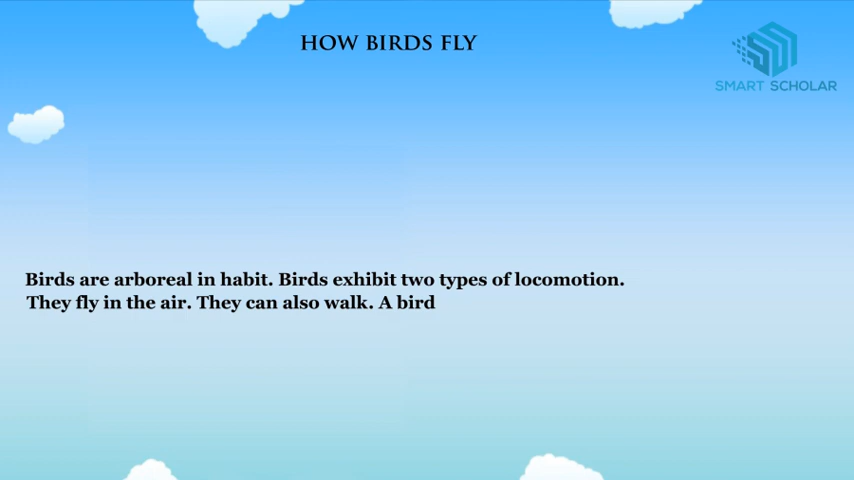 HOW BIRDS FLY
SMART SCHOLAR
Birds are arboreal in habit. Birds exhibit two types of locomotion.
They fly in the air. They can also walk. A bird